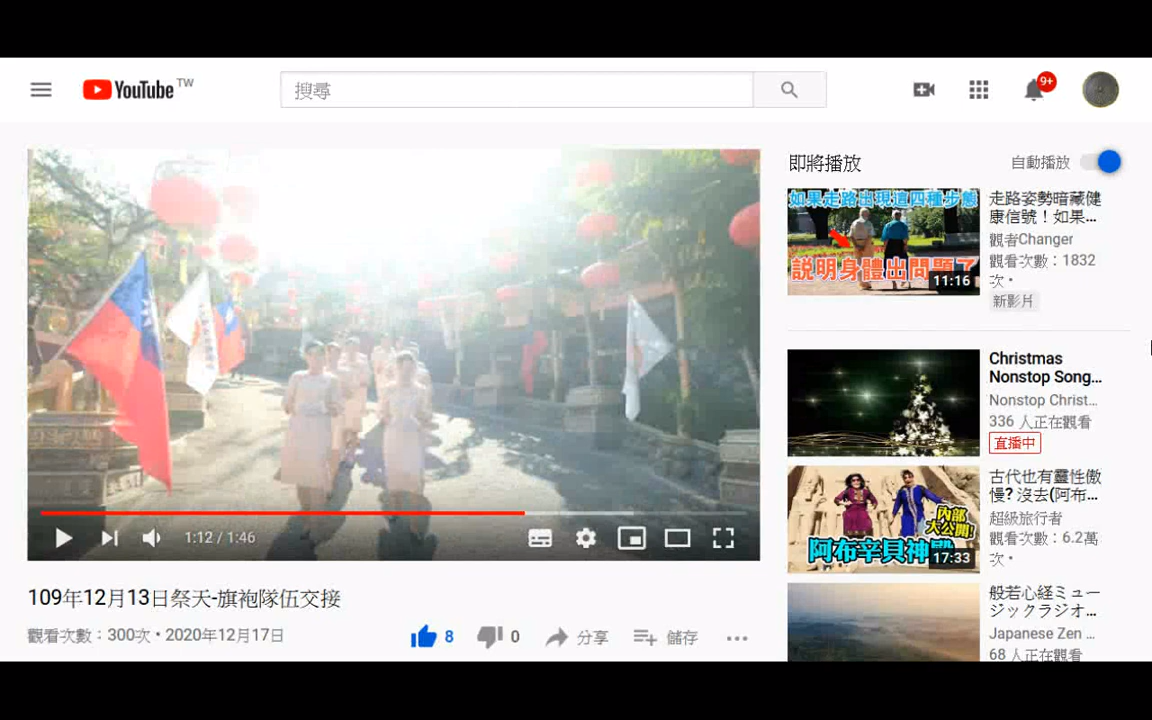 YouTube TW
搜尋
9+
即將播放
自動播放
如果走路出現這四種步態
說明身體出問題了
11:16
走路姿勢暗藏健
康信號！如果...
觀者Changer
觀看次數：1832
次・
新影片
Christmas
Nonstop Song...
Nonstop Christ...
336 人正在觀看
直播中
內部
大公開!
阿布辛貝神殿
17:33
古代也有靈性傲
慢? 沒去(阿布...
超級旅行者
觀看次數：6.2萬
次・
般若心経ミュー
ジックラジオ...
Japanese Zen ...
68 人正在觀看
1:12 / 1:46
109年12月13日祭天-旗袍隊伍交接
觀看次數：300次・2020年12月17日
8
0
分享
儲存